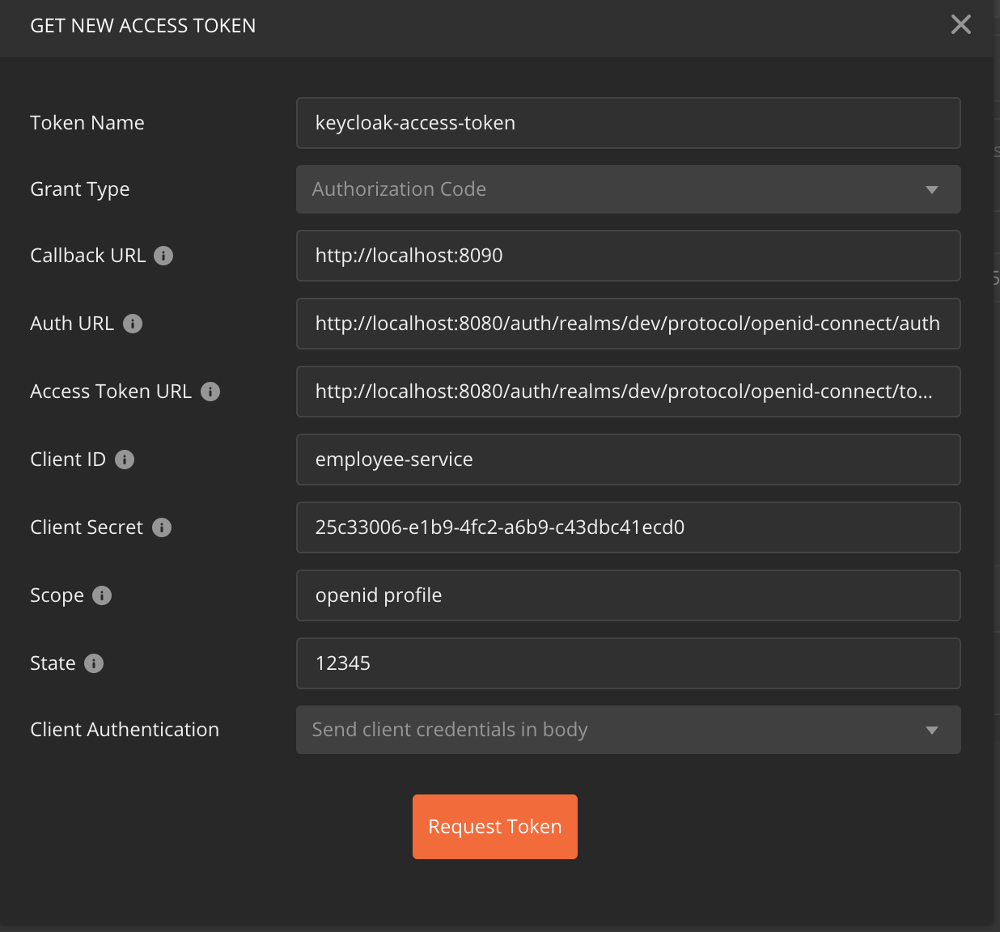 GET NEW ACCESS TOKEN
Token Name
keycloak-access-token
Grant Type
Authorization Code
Callback URL
http://localhost:8090
Auth URL
http://localhost:8080/auth/realms/dev/protocol/openid-connect/auth
Access Token URL
http://localhost:8080/auth/realms/dev/protocol/openid-connect/to...
Client ID
employee-service
Client Secret
25c33006-e1b9-4fc2-a6b9-c43dbc41ecd0
Scope
openid profile
State
12345
Client Authentication
Send client credentials in body
Request Token